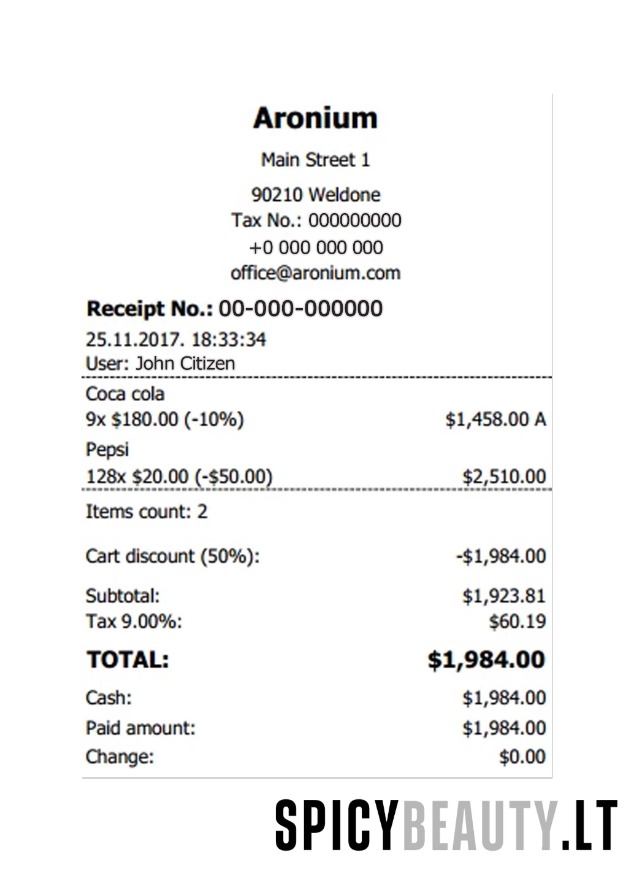 Aronium
Main Street 1
90210 Weldone
Tax No.: 000000000
+0 000 000 000
office@aronium.com
Receipt No.: 00-000-000000
25.11.2017. 18:33:34
User: John Citizen
Coca cola
9x $180.00 (-10%) $1,458.00 A
Pepsi
128x $20.00 (-$50.00) $2,510.00
Items count: 2
Cart discount (50%): -$1,984.00
Subtotal: $1,923.81
Tax 9.00%: $60.19
TOTAL: $1,984.00
Cash: $1,984.00
Paid amount: $1,984.00
Change: $0.00
SPICYBEAUTY.LT